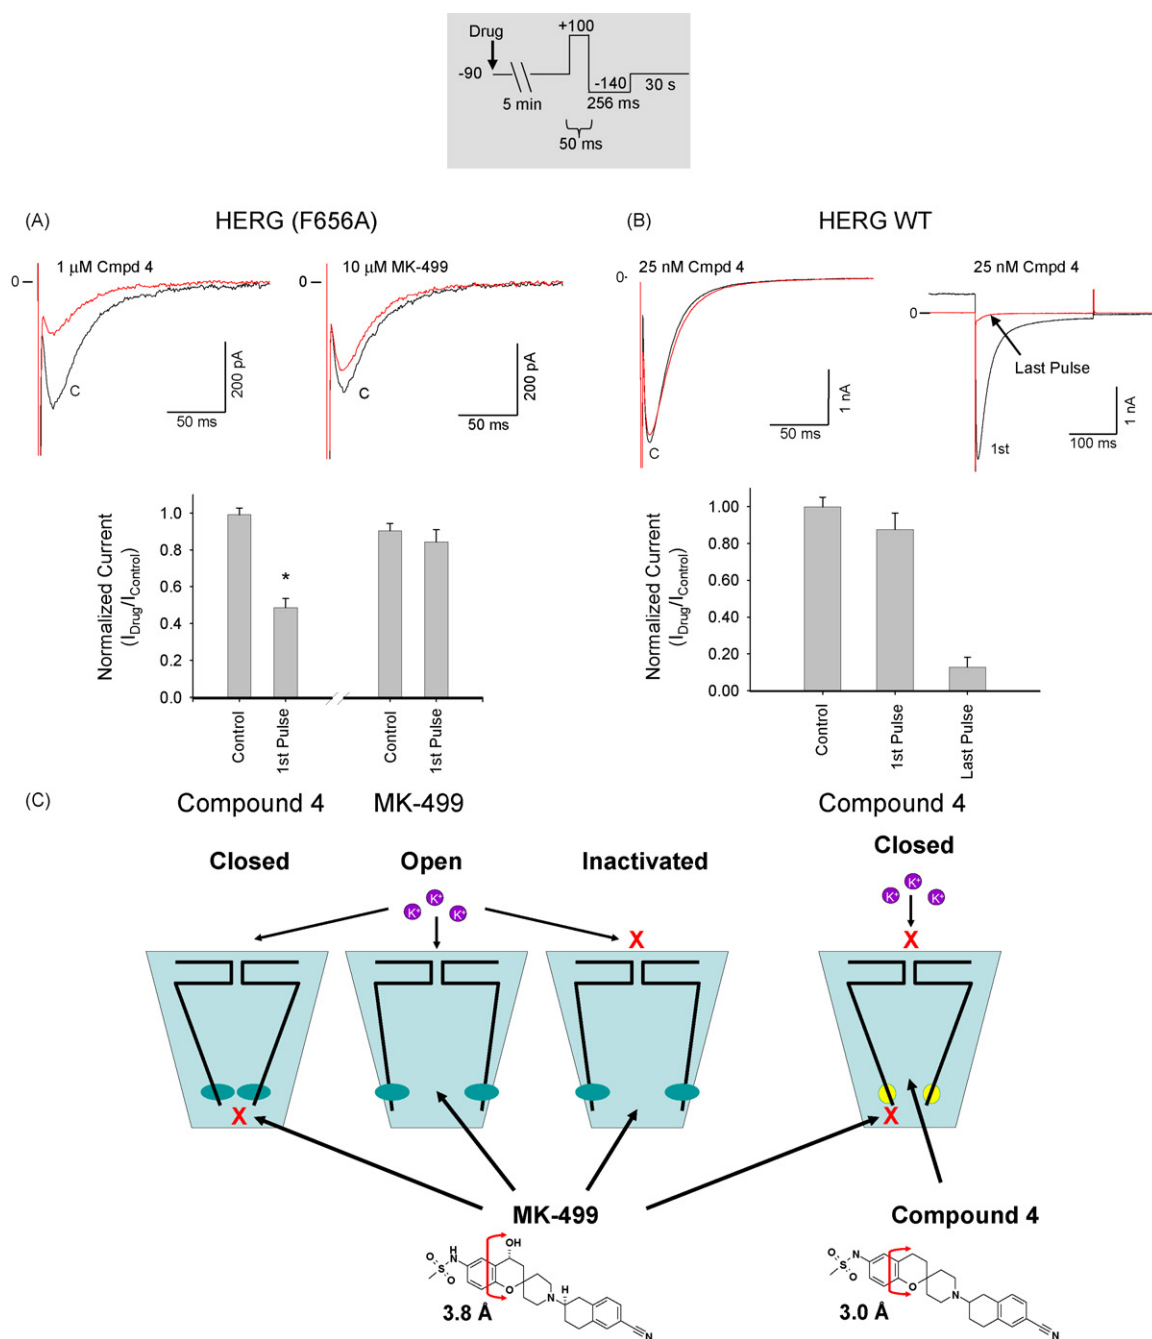 Drug
+100
-90
-140
30 s
5 min
256 ms
50 ms
(A)
HERG (F656A)
(B)
HERG WT
0
1 μM Cmpd 4
10 μM MK-499
0
25 nM Cmpd 4
25 nM Cmpd 4
0
Last Pulse
C
C
C
1st
50 ms
200 pA
50 ms
200 pA
50 ms
1 nA
100 ms
1 nA
Normalized Current
(I_Drug/I_Control)
1.0
0.8
0.6
0.4
0.2
0.0
*
Control
1st Pulse
Control
1st Pulse
Compound 4
MK-499
Normalized Current
(I_Drug/I_Control)
1.00
0.80
0.60
0.40
0.20
0.00
Control
1st Pulse
Last Pulse
Compound 4
(C)
Closed
Open
Inactivated
Closed
K+
K+
K+
K+
K+
K+
X
X
X
X
MK-499
Compound 4
H
N
O
S
O
OH
O
N
H
N
3.8 Å
N
O
S
O
O
N
N
3.0 Å